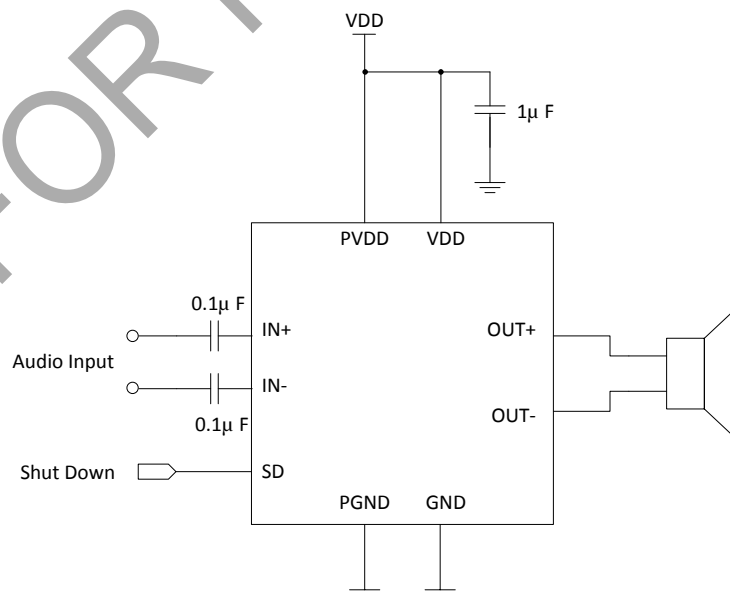 FOR
VDD
1μ F
PVDD VDD
0.1μ F
IN+ OUT+
Audio Input
IN-
OUT-
0.1μ F
Shut Down SD
PGND GND